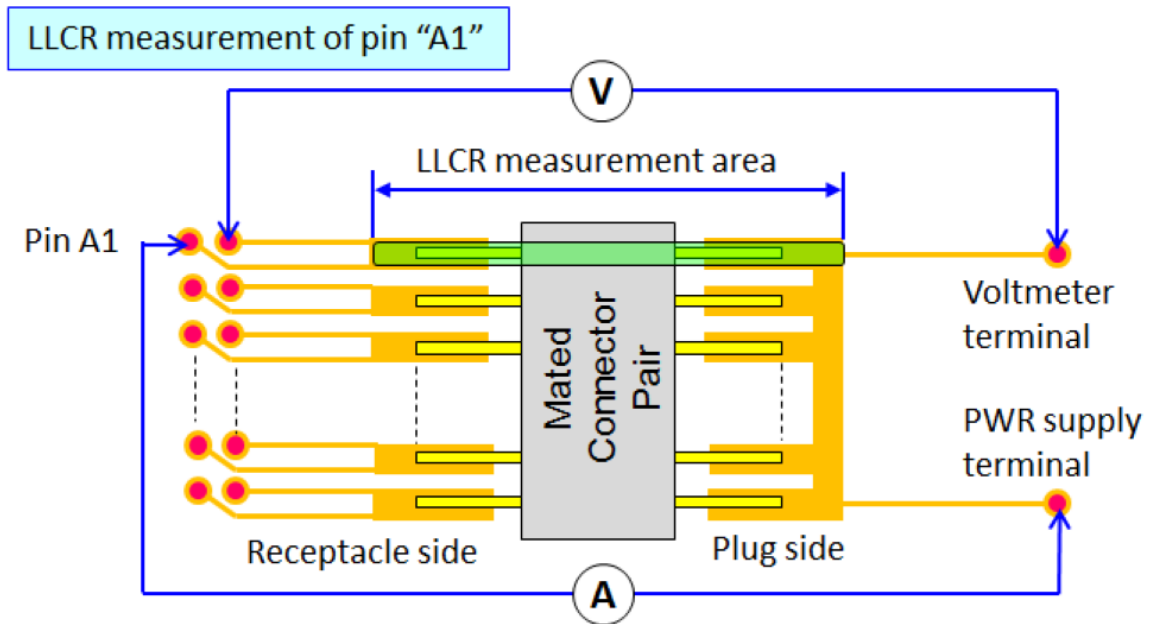 LLCR measurement of pin “A1”
V
LLCR measurement area
Pin A1
Mated
Connector
Pair
Voltmeter
terminal
PWR supply
terminal
Receptacle side
Plug side
A